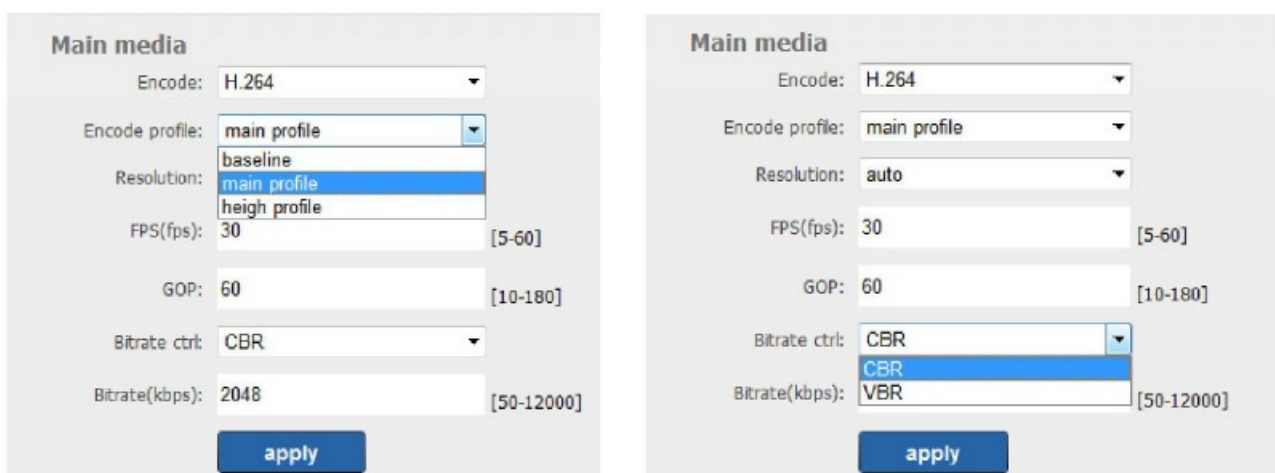 Main media
Encode: H.264
Encode profile: main profile
baseline
Resolution: main profile
heigh profile
FPS(fps): 30 [5-60]
GOP: 60 [10-180]
Bitrate ctrl: CBR
Bitrate(kbps): 2048 [50-12000]
apply
Main media
Encode: H.264
Encode profile: main profile
Resolution: auto
FPS(fps): 30 [5-60]
GOP: 60 [10-180]
Bitrate ctrl: CBR
CBR
Bitrate(kbps): VBR [50-12000]
apply